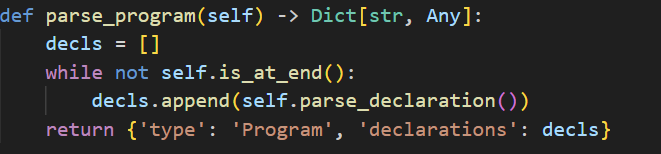 def parse_program(self) -> Dict[str, Any]:
    decls = []
    while not self.is_at_end():
        decls.append(self.parse_declaration())
    return {'type': 'Program', 'declarations': decls}